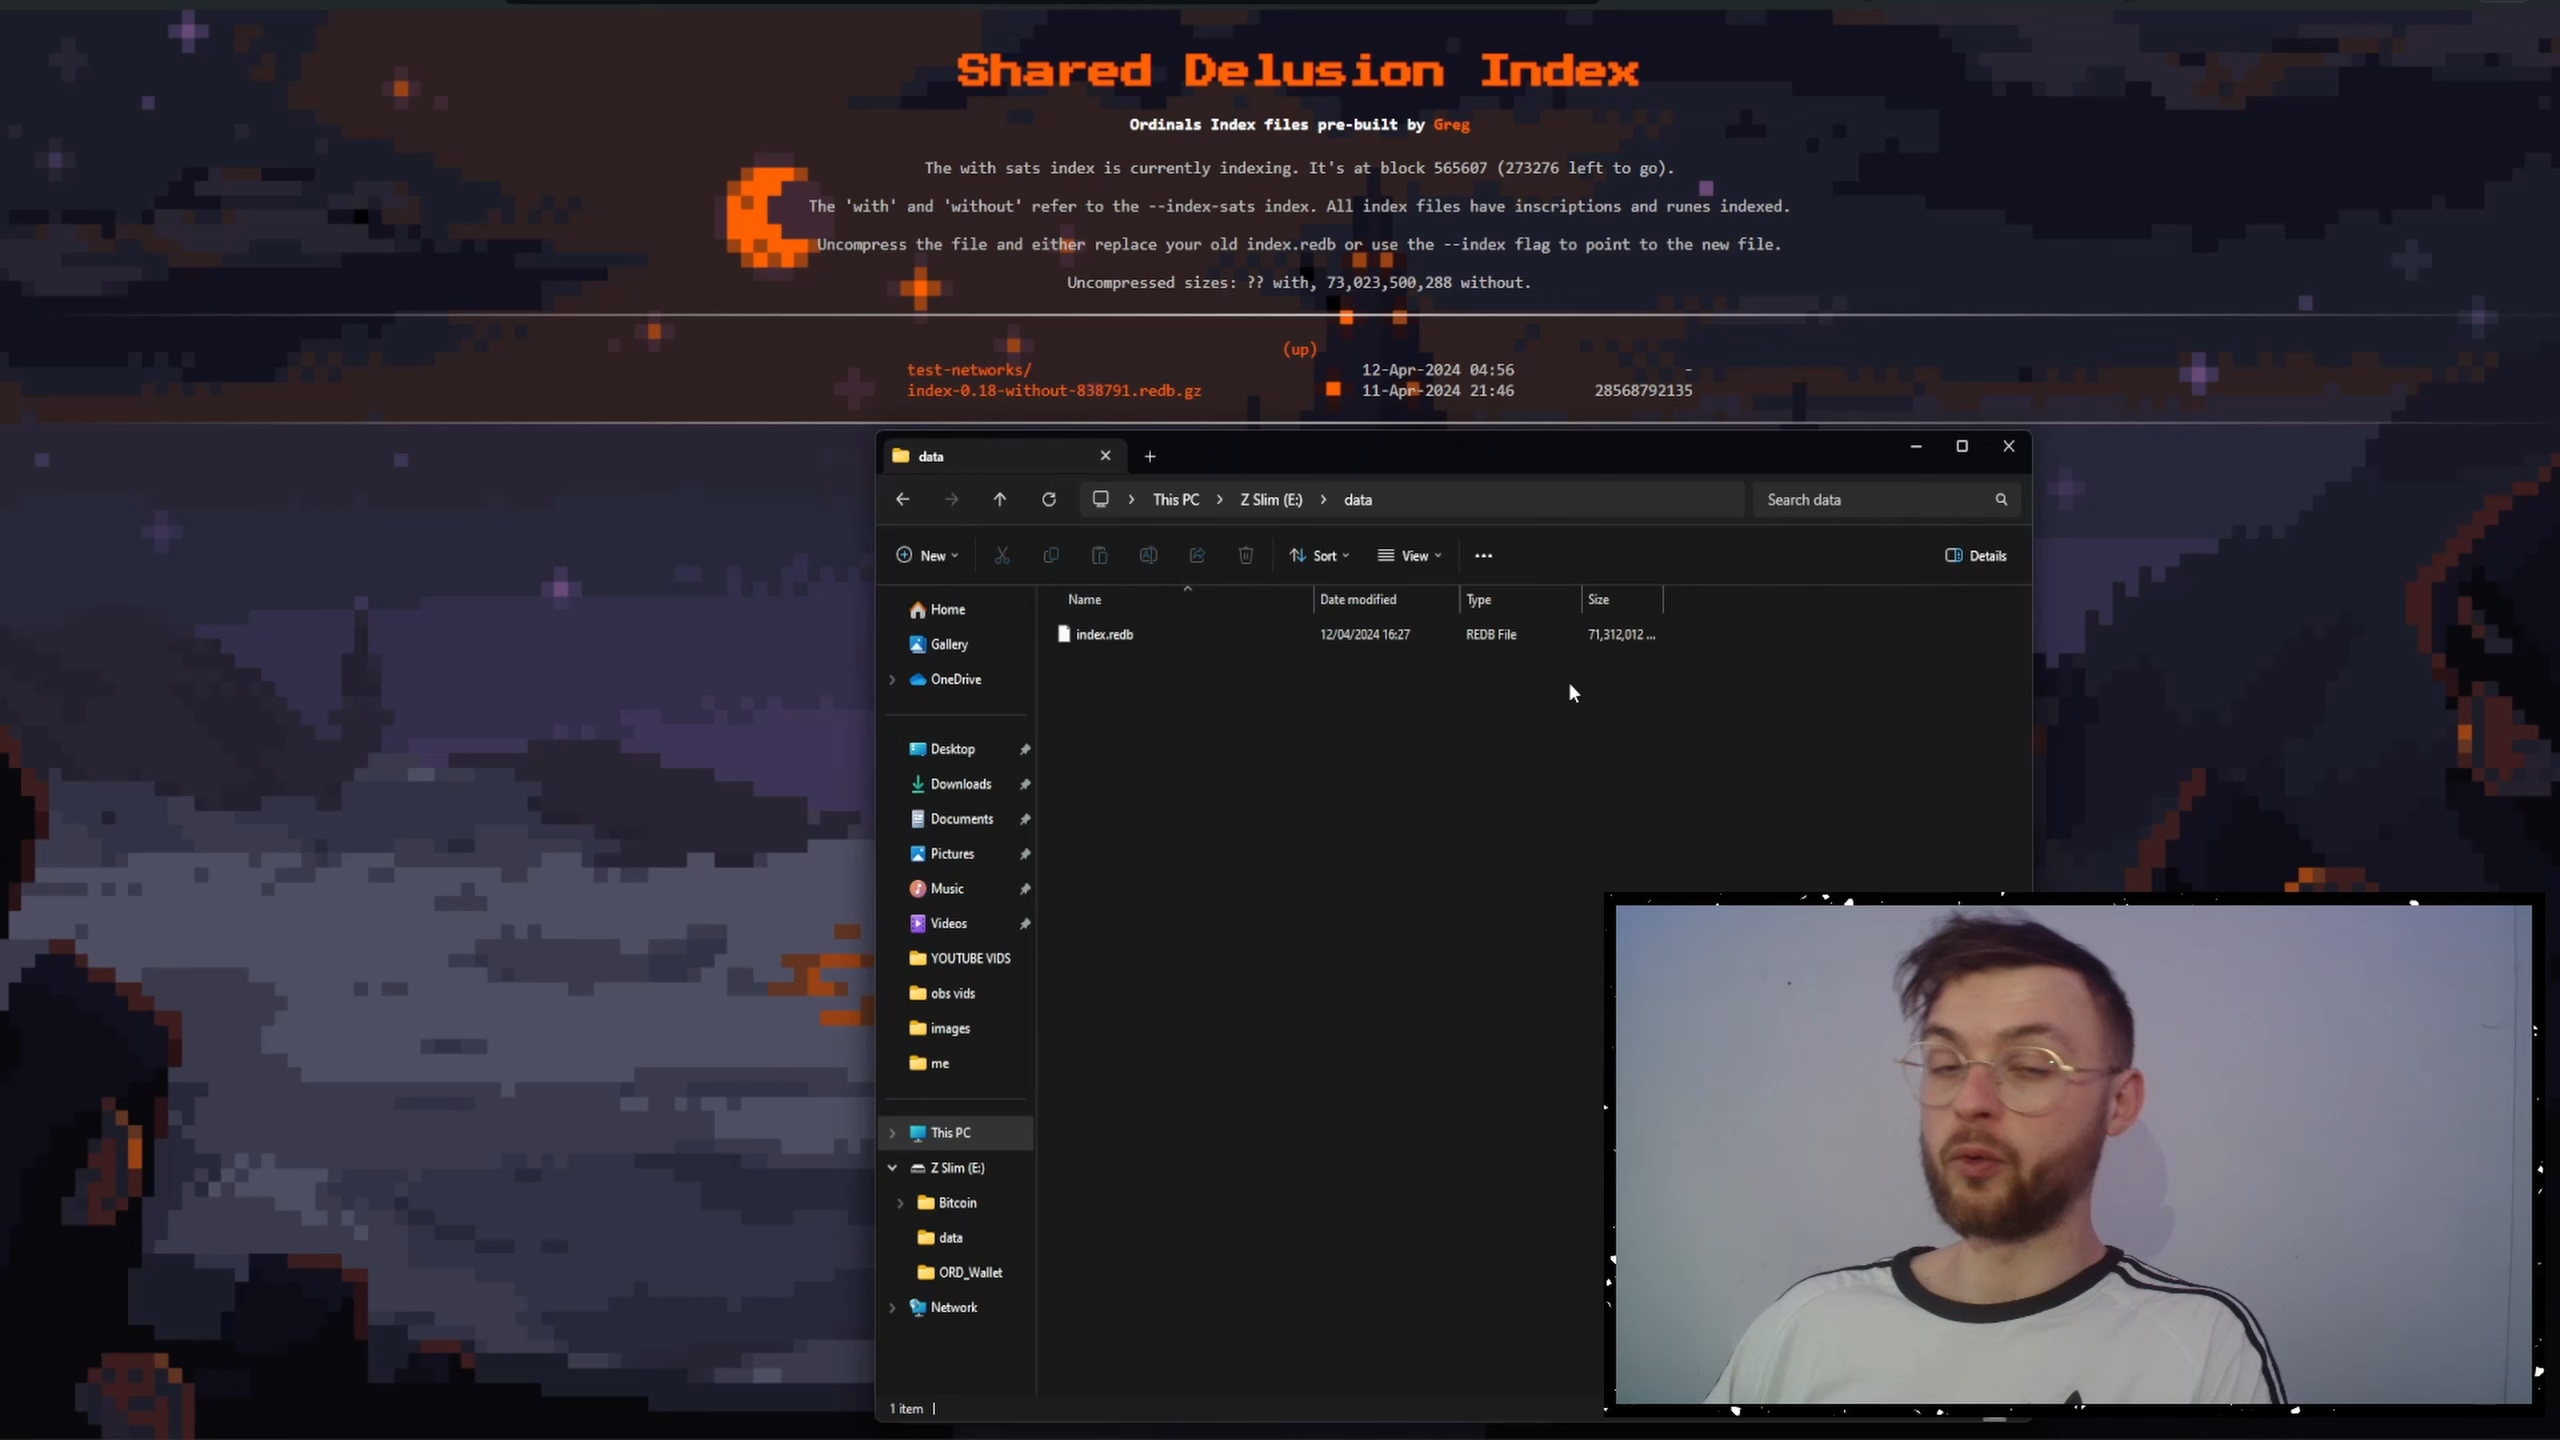 Shared Delusion Index
Ordinals Index files pre-built by Greg
The with sats index is currently indexing. It's at block 565607 (273276 left to go).
The 'with' and 'without' refer to the --index-sats index. All index files have inscriptions and runes indexed.
Uncompress the file and either replace your old index.redb or use the --index flag to point to the new file.
Uncompressed sizes: ?? with, 73,023,500,288 without.
(up)
test-networks/ 12-Apr-2024 04:56 -
index-0.18-without-838791.redb.gz 11-Apr-2024 21:46 28568792135
data
This PC > Z Slim (E:) > data
Search data
New Sort View ... Details
Name Date modified Type Size
index.redb 12/04/2024 16:27 REDB File 71,312,012 ...
Home
Gallery
OneDrive
Desktop
Downloads
Documents
Pictures
Music
Videos
YOUTUBE VIDS
obs vids
images
me
This PC
Z Slim (E:)
Bitcoin
data
ORD_Wallet
Network
1 item